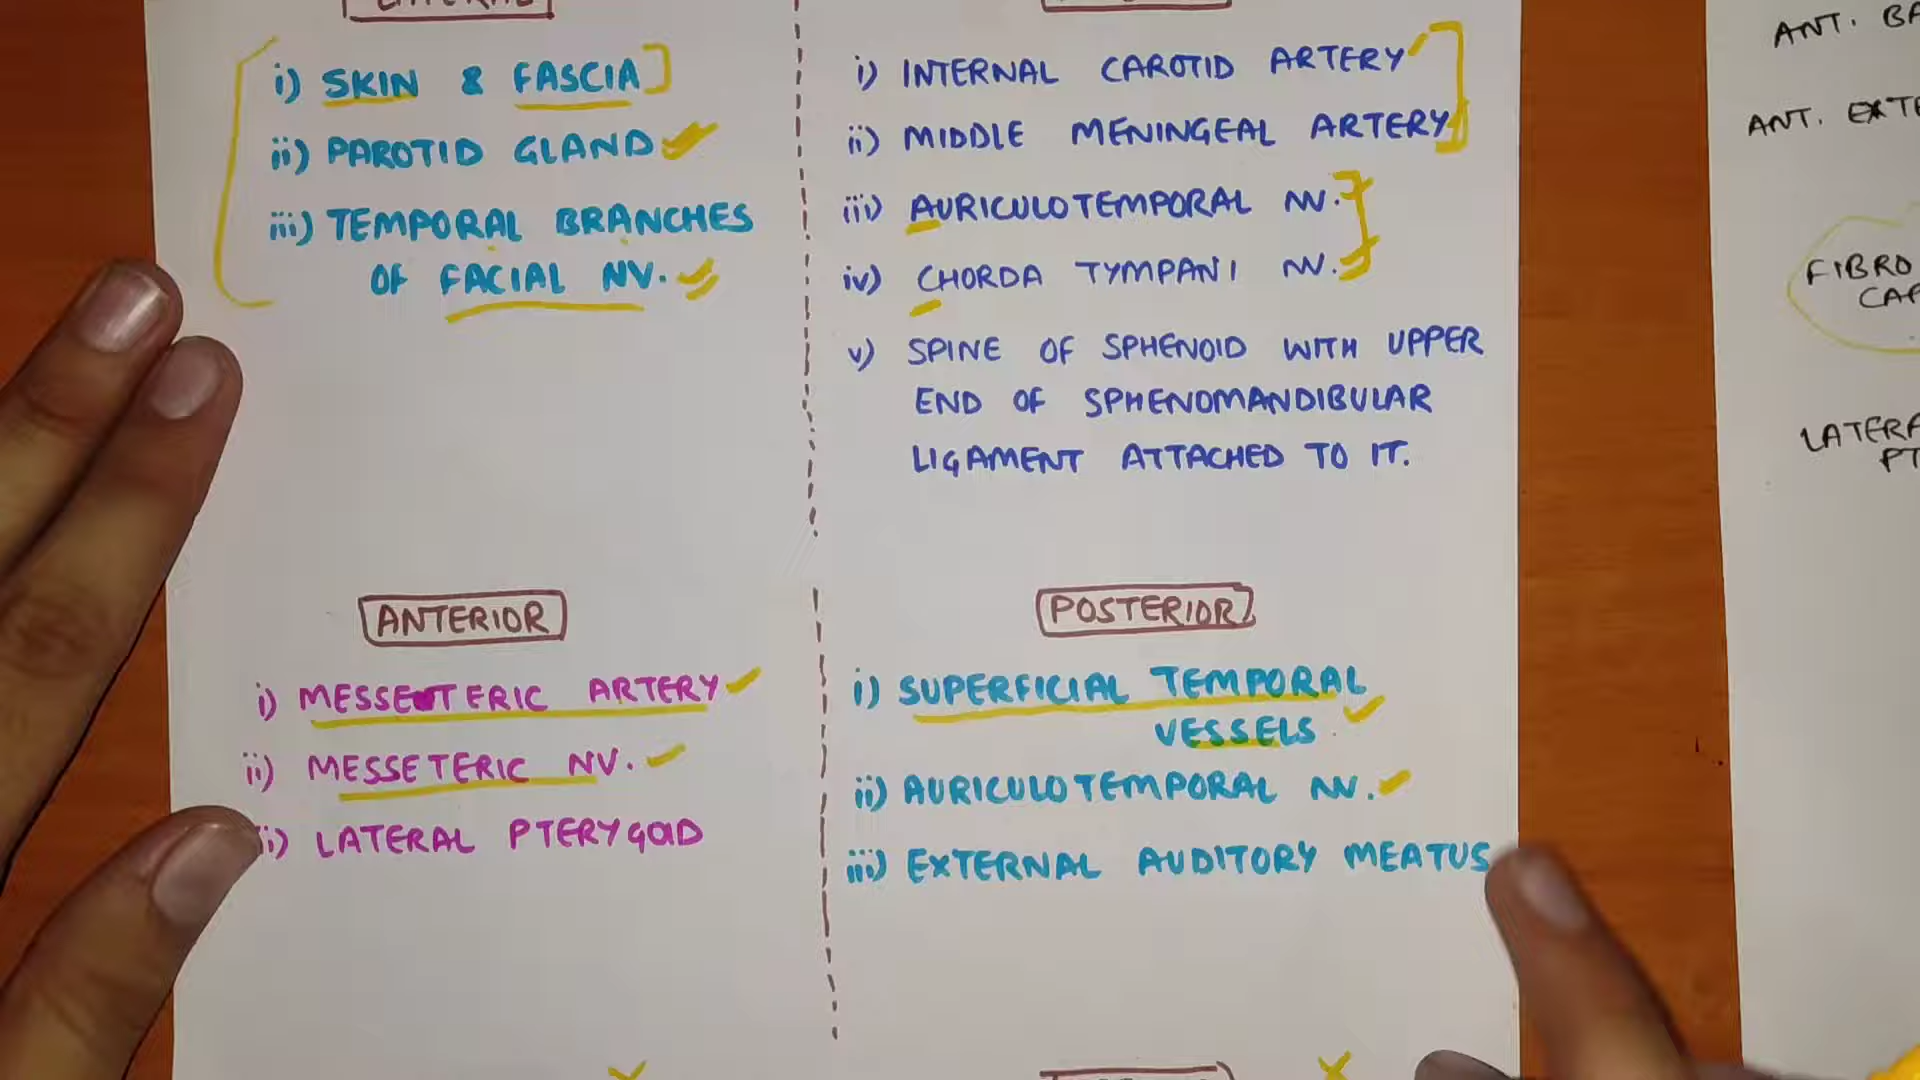 LATERAL
i) SKIN & FASCIA
ii) PAROTID GLAND
iii) TEMPORAL BRANCHES
OF FACIAL NV.
i) INTERNAL CAROTID ARTERY
ii) MIDDLE MENINGEAL ARTERY
iii) AURICULOTEMPORAL NV.
iv) CHORDA TYMPANI NV.
v) SPINE OF SPHENOID WITH UPPER
END OF SPHENOMANDIBULAR
LIGAMENT ATTACHED TO IT.
ANTERIOR
i) MESSETERIC ARTERY
ii) MESSETERIC NV.
LATERAL PTERYGOID
POSTERIOR
i) SUPERFICIAL TEMPORAL
VESSELS
ii) AURICULOTEMPORAL NV.
iii) EXTERNAL AUDITORY MEATUS
ANT.
ANT.
FIBRO